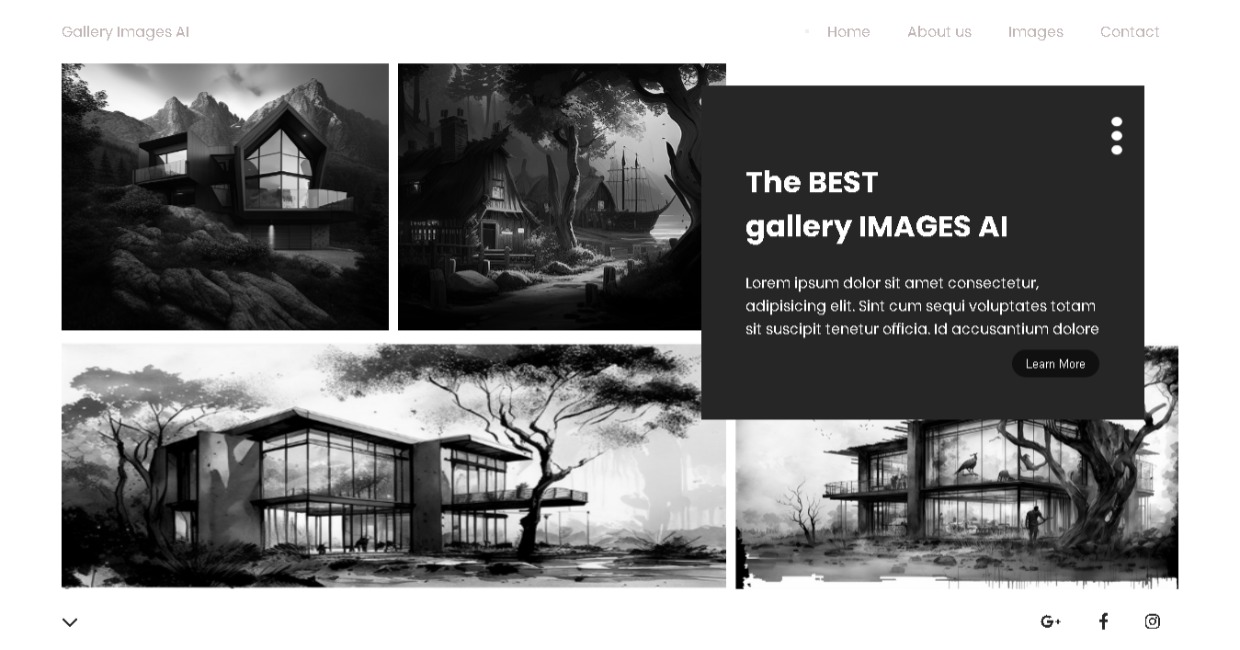 Gallery Images AI
Home
About us
Images
Contact
The BEST
gallery IMAGES AI
Lorem ipsum dolor sit amet consectetur,
adipisicing elit. Sint cum sequi voluptates totam
sit suscipit tenetur officia. Id accusantium dolore
Learn More
G+
f